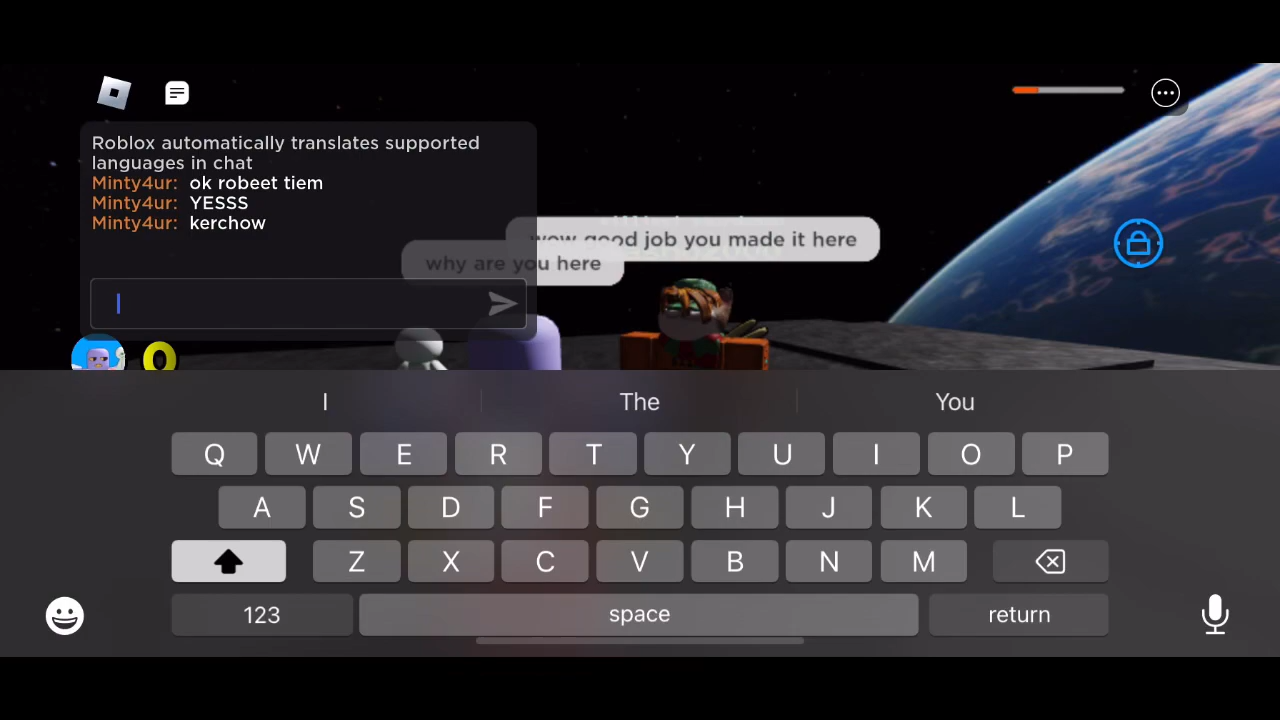 Roblox automatically translates supported
languages in chat
Minty4ur: ok robeet tiem
Minty4ur: YESSS
Minty4ur: kerchow
wow good job you made it here
why are you here
I The You
Q W E R T Y U I O P
A S D F G H J K L
Z X C V B N M
123 space return